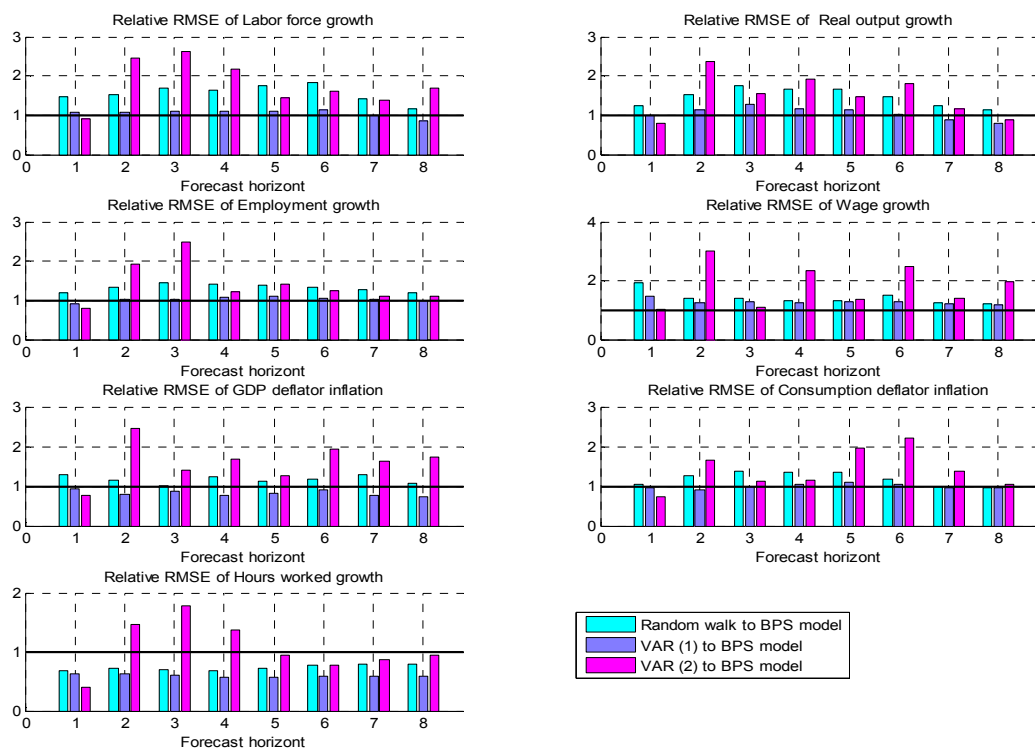 Relative RMSE of Labor force growth
3
2
1
0
0 1 2 3 4 5 6 7 8
Forecast horizont
Relative RMSE of  Real output growth
3
2
1
0
0 1 2 3 4 5 6 7 8
Forecast horizont
Relative RMSE of Employment growth
3
2
1
0
0 1 2 3 4 5 6 7 8
Forecast horizont
Relative RMSE of Wage growth
4
2
0
0 1 2 3 4 5 6 7 8
Forecast horizont
Relative RMSE of GDP deflator inflation
3
2
1
0
0 1 2 3 4 5 6 7 8
Forecast horizont
Relative RMSE of Consumption deflator inflation
3
2
1
0
0 1 2 3 4 5 6 7 8
Forecast horizont
Relative RMSE of Hours worked growth
2
1
0
0 1 2 3 4 5 6 7 8
Forecast horizont
Random walk to BPS model
VAR (1) to BPS model
VAR (2) to BPS model